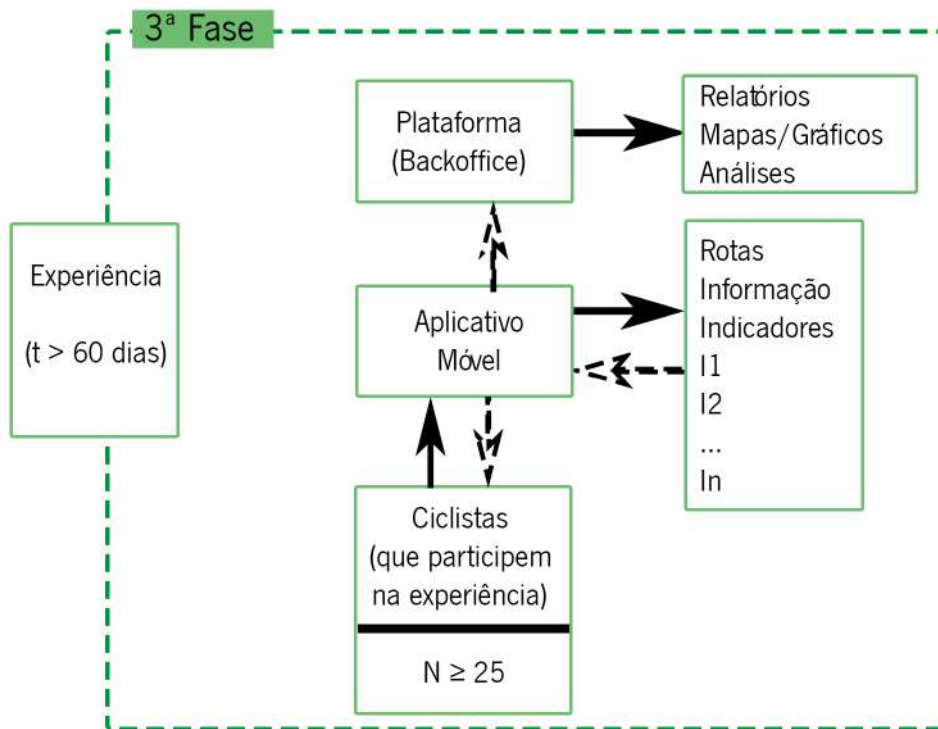 3ª Fase
Plataforma
(Backoffice)
Relatórios
Mapas/Gráficos
Análises
Experiência
(t > 60 dias)
Aplicativo
Móvel
Rotas
Informação
Indicadores
I1
I2
...
In
Ciclistas
(que participem
na experiência)
N ≥ 25